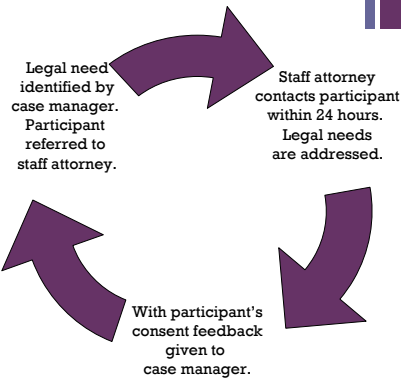 Legal need
identified by
case manager.
Participant
referred to
staff attorney.
Staff attorney
contacts participant
within 24 hours.
Legal needs
are addressed.
With participant's
consent feedback
given to
case manager.